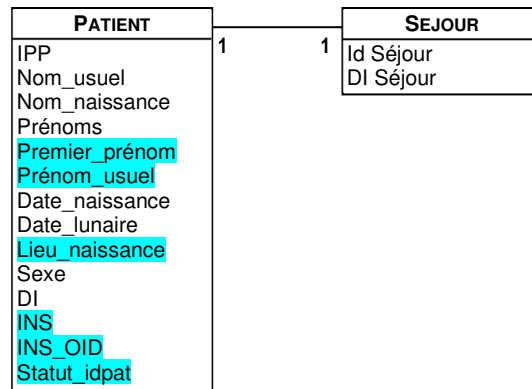 PATIENT
IPP
Nom_usuel
Nom_naissance
Prénoms
Premier_prénom
Prénom_usuel
Date_naissance
Date_lunaire
Lieu_naissance
Sexe
DI
INS
INS_OID
Statut_idpat
1
1
SEJOUR
Id Séjour
DI Séjour